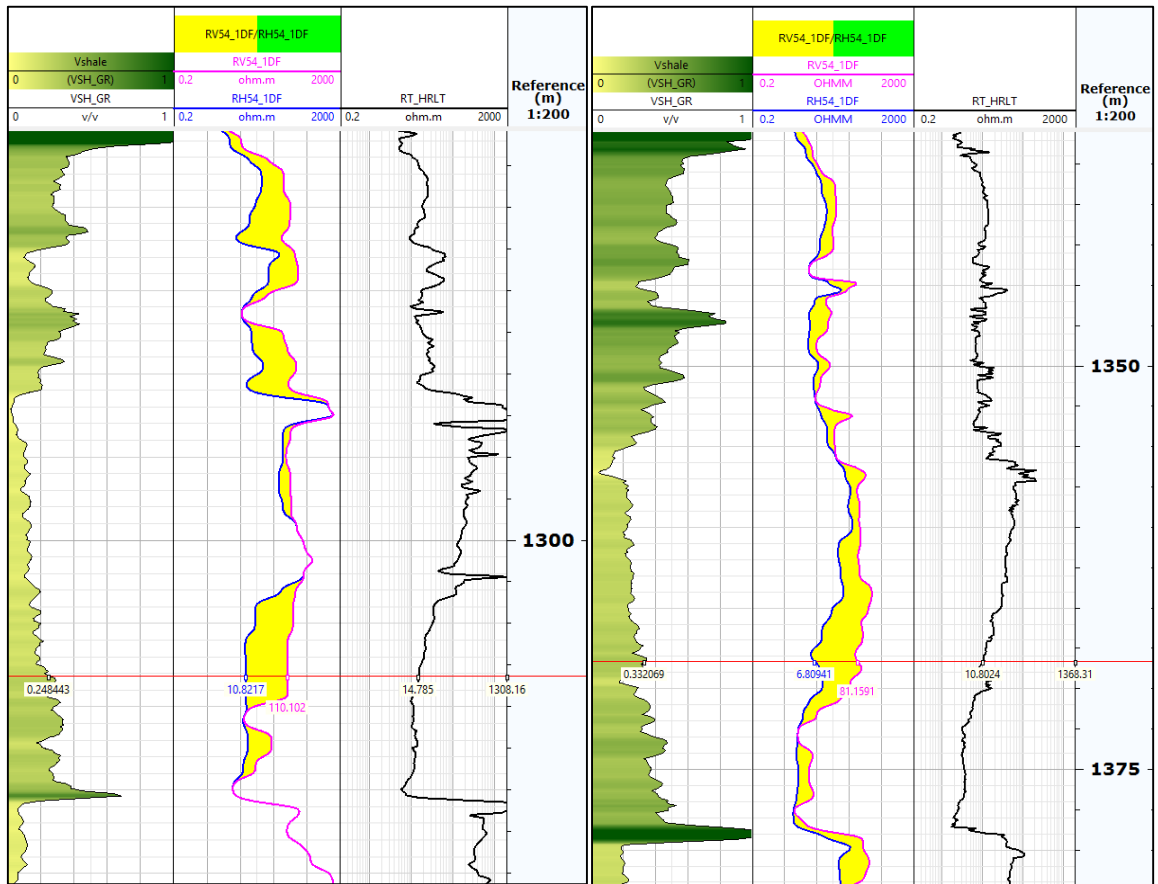 RV54_1DF/RH54_1DF
Vshale
RV54_1DF
0 (VSH_GR) 1
0.2 ohm.m 2000
VSH_GR
RH54_1DF
RT_HRLT
0 v/v 1
0.2 ohm.m 2000
0.2 ohm.m 2000
Reference
(m)
1:200
1300
0.248443
10.8217
110.102
14.785
1308.16
RV54_1DF/RH54_1DF
Vshale
RV54_1DF
0 (VSH_GR) 1
0.2 OHMM 2000
VSH_GR
RH54_1DF
RT_HRLT
0 v/v 1
0.2 OHMM 2000
0.2 ohm.m 2000
Reference
(m)
1:200
1350
0.332069
6.80941
81.1591
10.8024
1368.31
1375